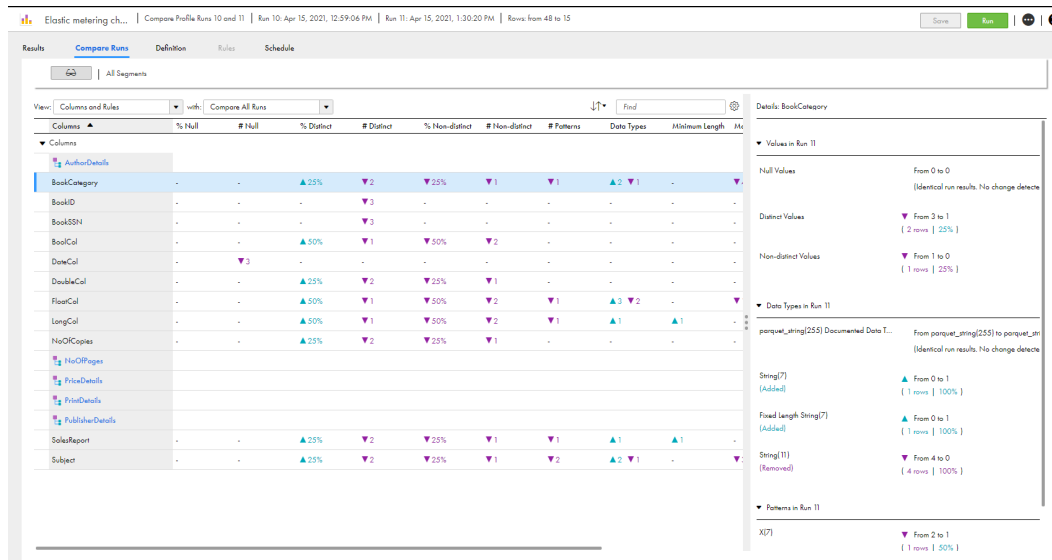 Elastic metering ch... | Compare Profile Runs 10 and 11 | Run 10: Apr 15, 2021, 12:59:06 PM | Run 11: Apr 15, 2021, 1:30:20 PM | Rows: from 48 to 15 Save Run
Results Compare Runs Definition Rules Schedule
All Segments
View: Columns and Rules with: Compare All Runs Find
Columns ▲ % Null # Null % Distinct # Distinct % Non-distinct # Non-distinct # Patterns Data Types Minimum Length
▼ Columns
AuthorDetails
BookCategory - - ▲25% ▼2 ▼25% ▼1 ▼1 ▲2 ▼1 - ▼
BookID - - - ▼3 - - - - - -
BookSSN - - - ▼3 - - - - - -
BoolCol - - ▲50% ▼1 ▼50% ▼2 - - - -
DateCol - ▼3 - - - - - - - -
DoubleCol - - ▲25% ▼2 ▼25% ▼1 - - - -
FloatCol - - ▲50% ▼1 ▼50% ▼2 ▼1 ▲3 ▼2 - ▼
LongCol - - ▲50% ▼1 ▼50% ▼2 ▼1 ▲1 ▲1 -
NoOfCopies - - ▲25% ▼2 ▼25% ▼1 - - - -
NoOfPages
PriceDetails
PrintDetails
PublisherDetails
SalesReport - - ▲25% ▼2 ▼25% ▼1 ▼1 ▲1 ▲1 -
Subject - - ▲25% ▼2 ▼25% ▼1 ▼2 ▲2 ▼1 - ▼
Details: BookCategory
▼ Values in Run 11
Null Values From 0 to 0
(Identical run results. No change detecte
Distinct Values ▼ From 3 to 1
( 2 rows | 25% )
Non-distinct Values ▼ From 1 to 0
( 1 rows | 25% )
▼ Data Types in Run 11
parquet_string(255) Documented Data T... From parquet_string(255) to parquet_stri
(Identical run results. No change detecte
String(7) ▲ From 0 to 1
(Added) ( 1 rows | 100% )
Fixed Length String(7) ▲ From 0 to 1
(Added) ( 1 rows | 100% )
String(11) ▼ From 4 to 0
(Removed) ( 4 rows | 100% )
▼ Patterns in Run 11
X(7) ▼ From 2 to 1
( 1 rows | 50% )